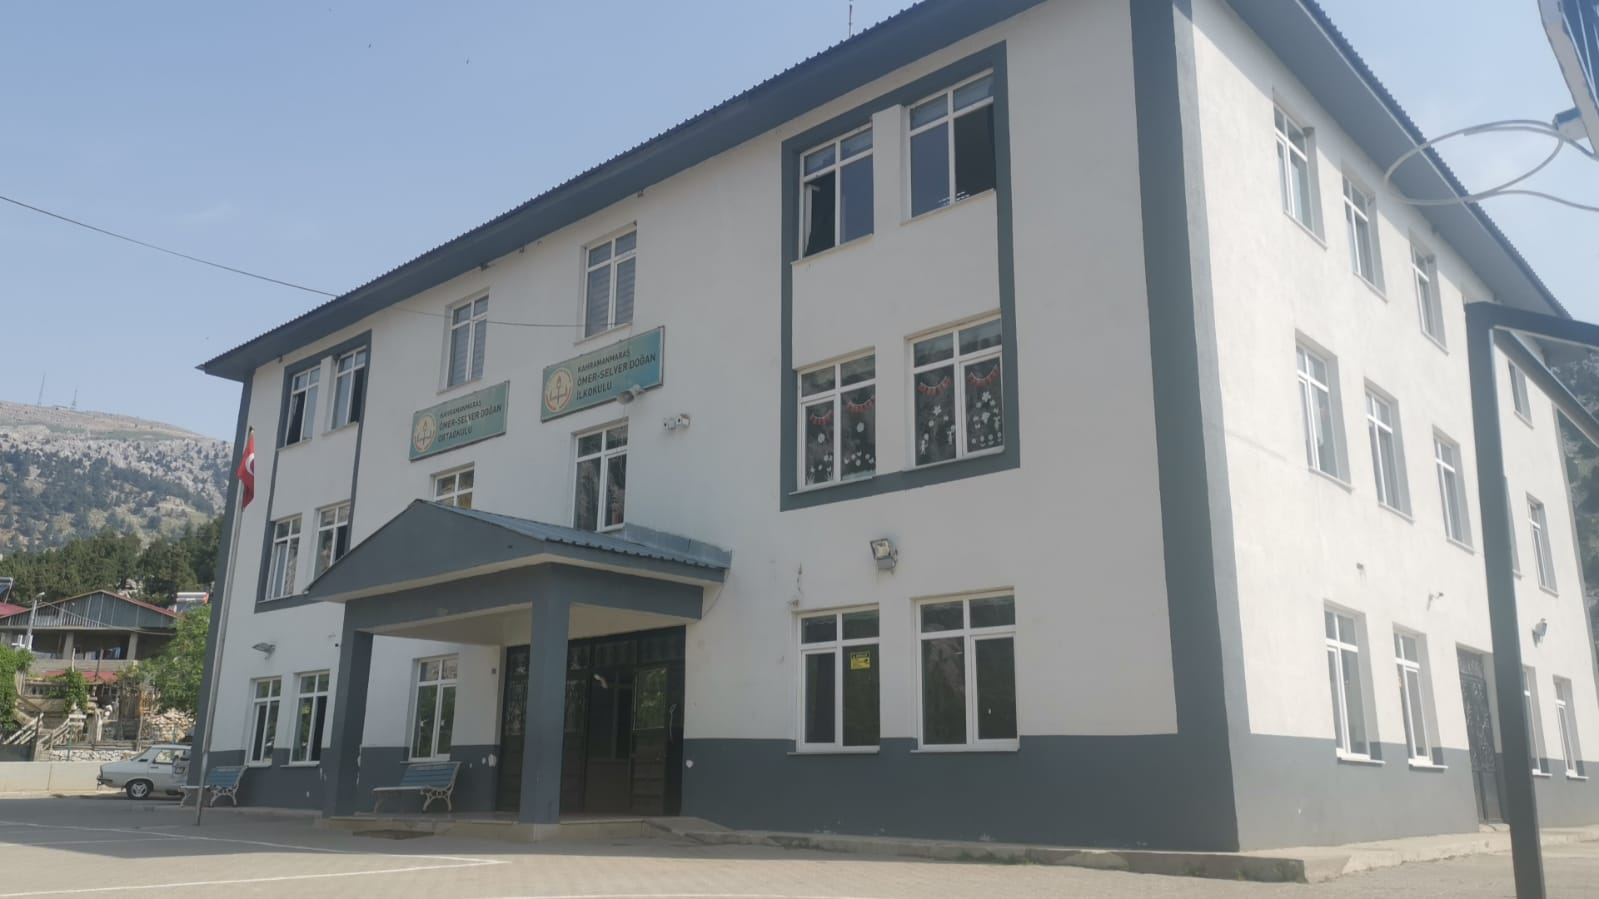 KAHRAMANMARAŞ
ÖMER-SELVER DOĞAN
ORTAOKULU
KAHRAMANMARAŞ
ÖMER-SELVER DOĞAN
İLKOKULU